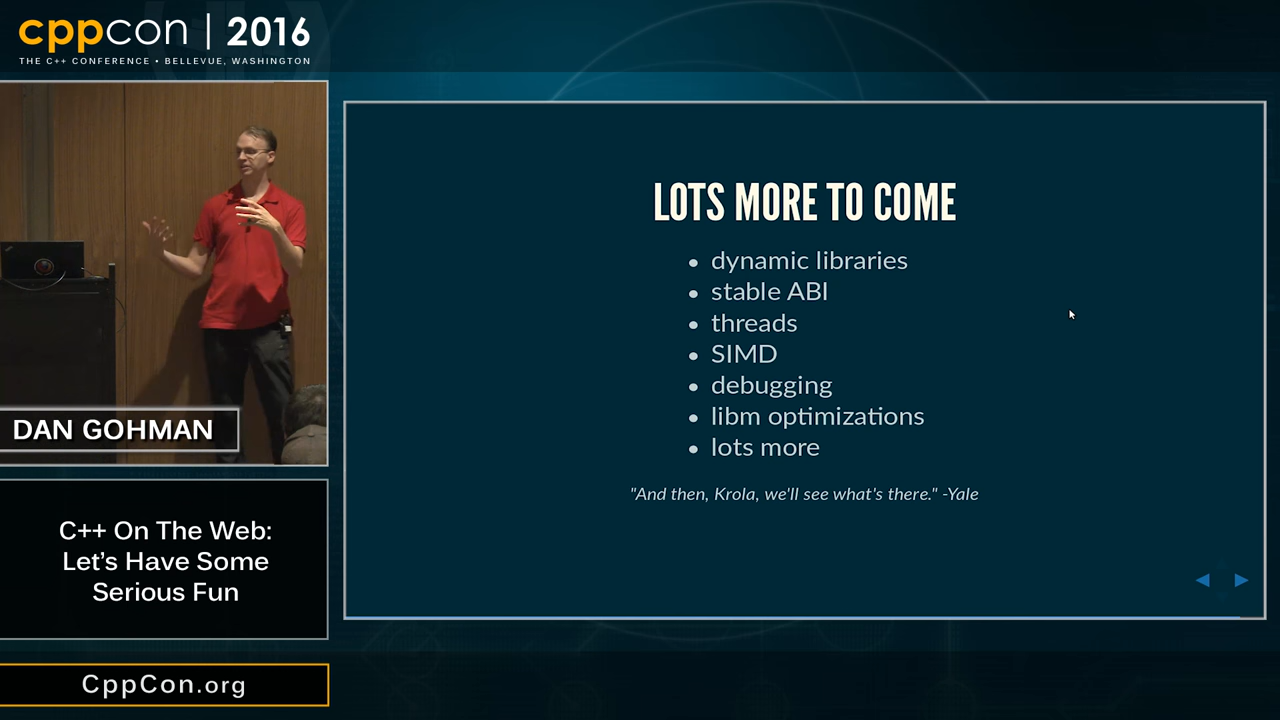 cppcon | 2016
THE C++ CONFERENCE • BELLEVUE, WASHINGTON
DAN GOHMAN
C++ On The Web:
Let's Have Some
Serious Fun
CppCon.org
LOTS MORE TO COME
• dynamic libraries
• stable ABI
• threads
• SIMD
• debugging
• libm optimizations
• lots more
"And then, Krola, we'll see what's there." -Yale